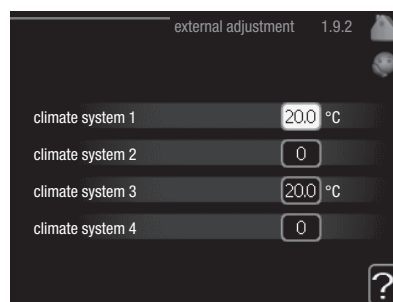 external adjustment 1.9.2
climate system 1 20.0 °C
climate system 2 0
climate system 3 20.0 °C
climate system 4 0
?